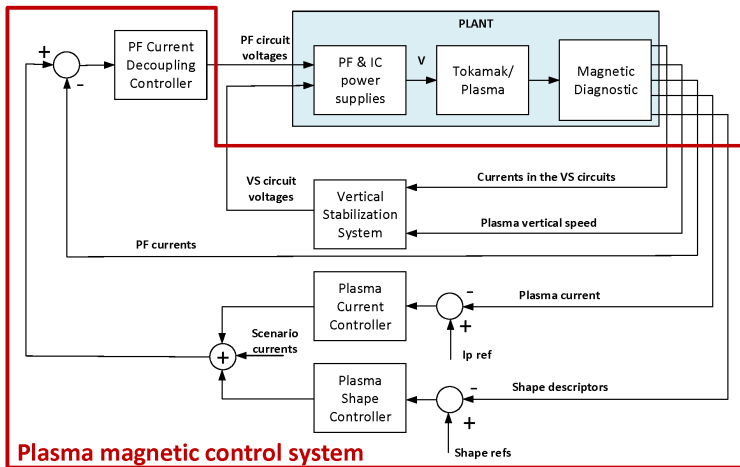 PLANT
+
-
PF Current
Decoupling
Controller
PF circuit
voltages
PF & IC
power
supplies
V
Tokamak/
Plasma
Magnetic
Diagnostic
VS circuit
voltages
Vertical
Stabilization
System
Currents in the VS circuits
Plasma vertical speed
PF currents
Plasma
Current
Controller
-
+
Plasma current
Ip ref
Scenario
currents
+
Plasma
Shape
Controller
-
+
Shape descriptors
Shape refs
Plasma magnetic control system